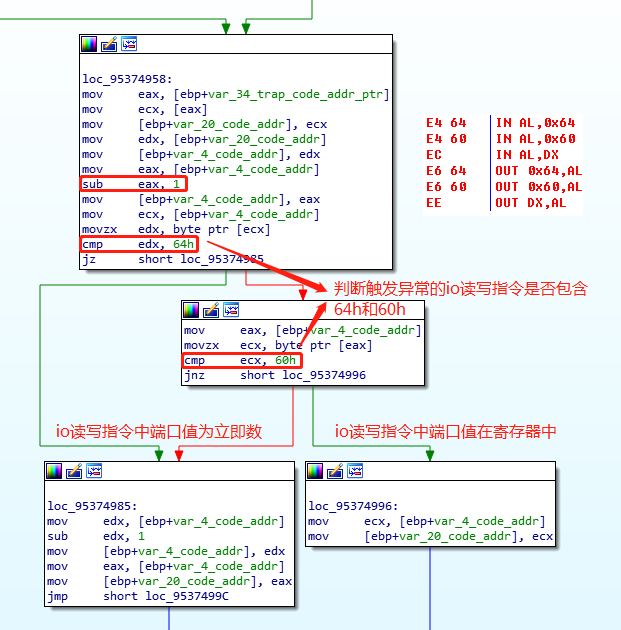 loc_95374958:
mov eax, [ebp+var_34_trap_code_addr_ptr]
mov ecx, [eax]
mov [ebp+var_20_code_addr], ecx
mov edx, [ebp+var_20_code_addr]
mov [ebp+var_4_code_addr], edx
mov eax, [ebp+var_4_code_addr]
sub eax, 1
mov [ebp+var_4_code_addr], eax
mov ecx, [ebp+var_4_code_addr]
movzx edx, byte ptr [ecx]
cmp edx, 64h
jz short loc_95374985
E4 64 IN AL,0x64
E4 60 IN AL,0x60
EC IN AL,DX
E6 64 OUT 0x64,AL
E6 60 OUT 0x60,AL
EE OUT DX,AL
判断触发异常的io读写指令是否包含
64h和60h
mov eax, [ebp+var_4_code_addr]
movzx ecx, byte ptr [eax]
cmp ecx, 60h
jnz short loc_95374996
io读写指令中端口值为立即数
io读写指令中端口值在寄存器中
loc_95374985:
mov edx, [ebp+var_4_code_addr]
sub edx, 1
mov [ebp+var_4_code_addr], edx
mov eax, [ebp+var_4_code_addr]
mov [ebp+var_20_code_addr], eax
jmp short loc_9537499C
loc_95374996:
mov ecx, [ebp+var_4_code_addr]
mov [ebp+var_20_code_addr], ecx